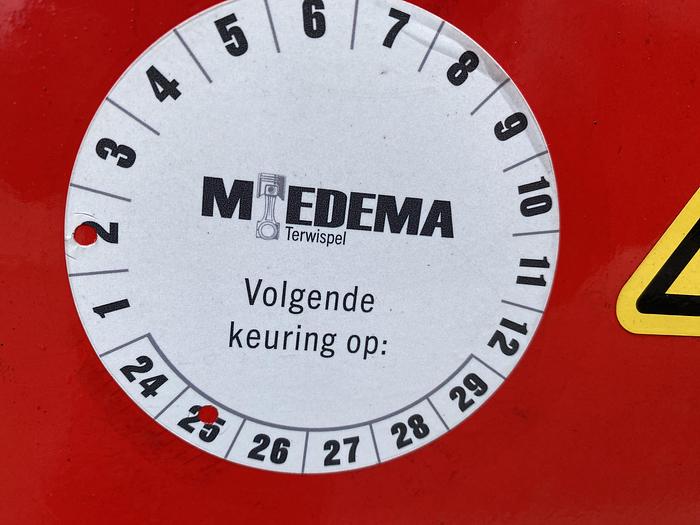 5 6 7 8
4 9
3 10
2 11
1 12
MIEDEMA
Terwispel
Volgende
keuring op:
24 25 26 27 28 29